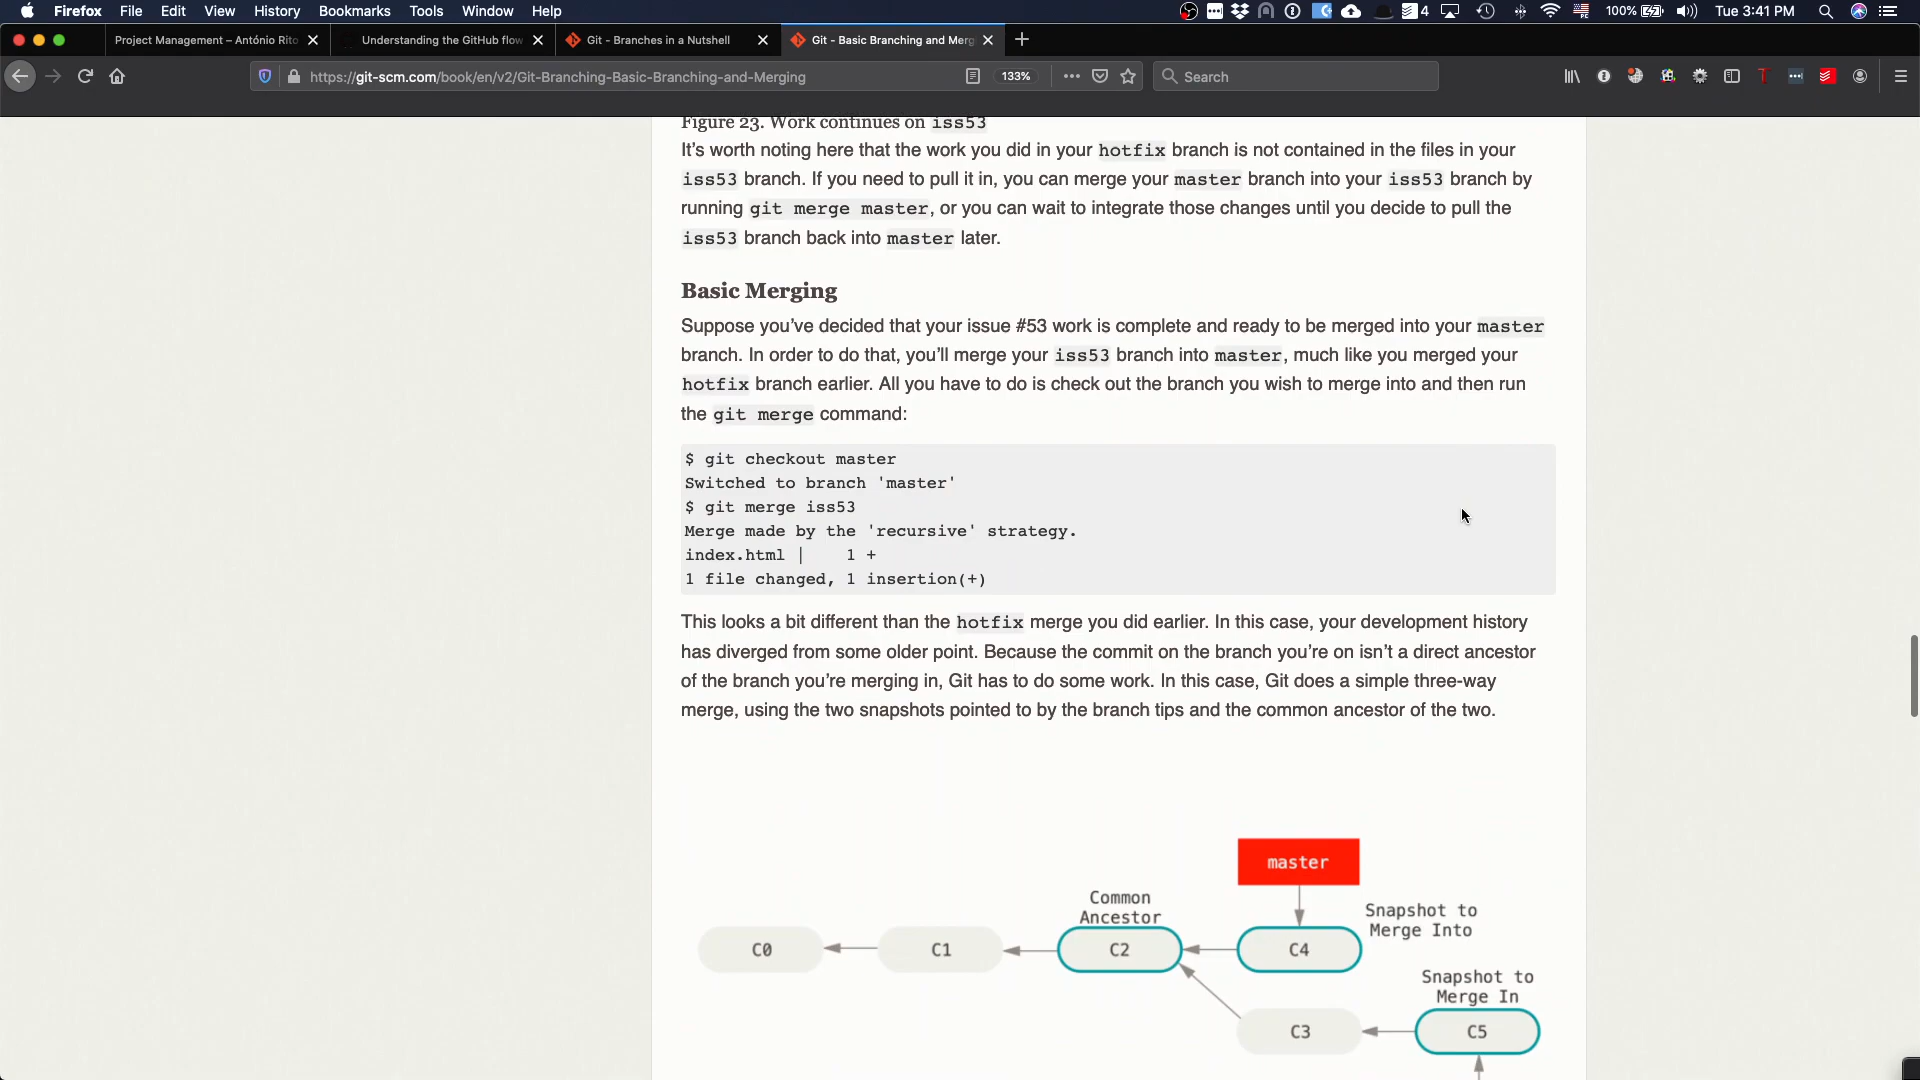 Firefox File Edit View History Bookmarks Tools Window Help 4 100% Tue 3:41 PM
Project Management – António Rito
Understanding the GitHub flow
Git - Branches in a Nutshell
Git - Basic Branching and Merg
https://git-scm.com/book/en/v2/Git-Branching-Basic-Branching-and-Merging 133% Search
Figure 23. Work continues on iss53
It’s worth noting here that the work you did in your hotfix branch is not contained in the files in your
iss53 branch. If you need to pull it in, you can merge your master branch into your iss53 branch by
running git merge master, or you can wait to integrate those changes until you decide to pull the
iss53 branch back into master later.
Basic Merging
Suppose you’ve decided that your issue #53 work is complete and ready to be merged into your master
branch. In order to do that, you’ll merge your iss53 branch into master, much like you merged your
hotfix branch earlier. All you have to do is check out the branch you wish to merge into and then run
the git merge command:
$ git checkout master
Switched to branch 'master'
$ git merge iss53
Merge made by the 'recursive' strategy.
index.html |    1 +
1 file changed, 1 insertion(+)
This looks a bit different than the hotfix merge you did earlier. In this case, your development history
has diverged from some older point. Because the commit on the branch you’re on isn’t a direct ancestor
of the branch you’re merging in, Git has to do some work. In this case, Git does a simple three-way
merge, using the two snapshots pointed to by the branch tips and the common ancestor of the two.
master
Common
Ancestor
Snapshot to
Merge Into
C0 C1 C2 C4
Snapshot to
Merge In
C3 C5